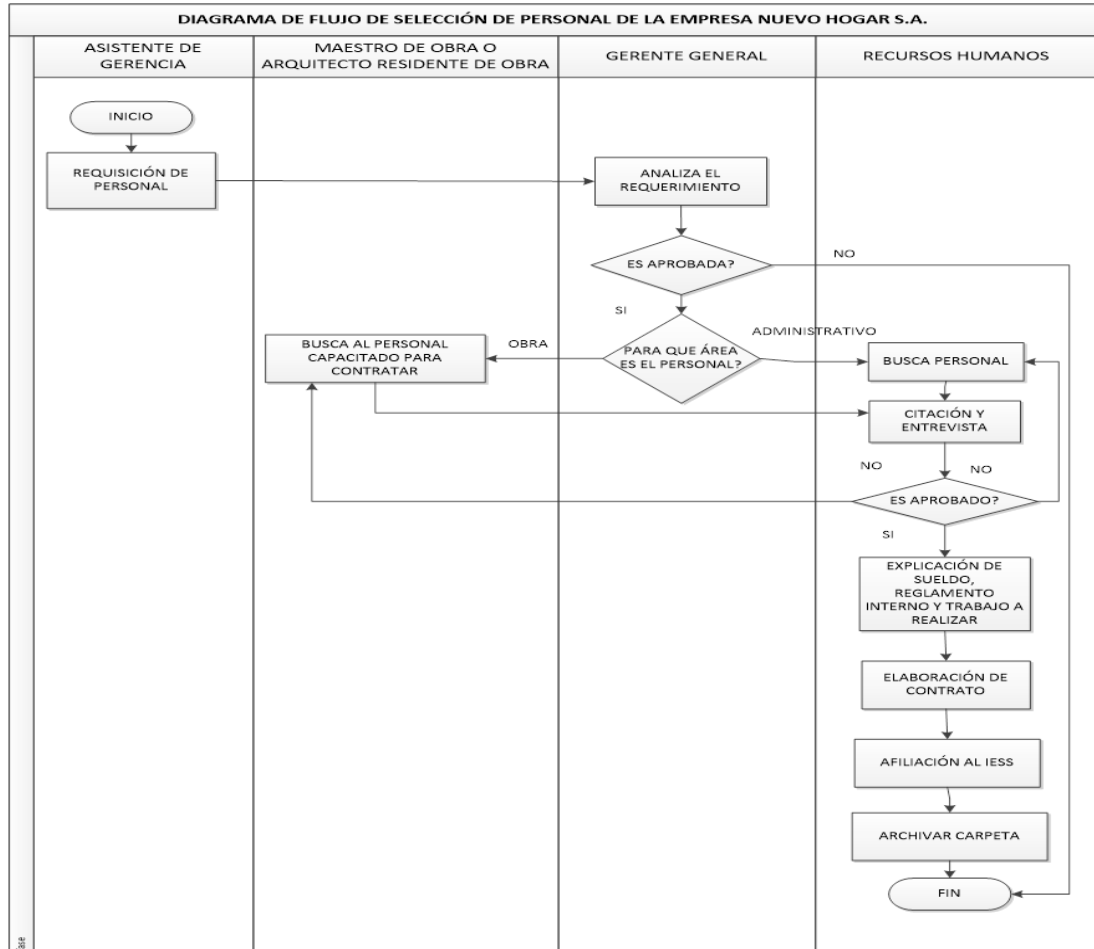 DIAGRAMA DE FLUJO DE SELECCIÓN DE PERSONAL DE LA EMPRESA NUEVO HOGAR S.A.
ASISTENTE DE
GERENCIA
MAESTRO DE OBRA O
ARQUITECTO RESIDENTE DE OBRA
GERENTE GENERAL
RECURSOS HUMANOS
INICIO
REQUISICIÓN DE
PERSONAL
ANALIZA EL
REQUERIMIENTO
ES APROBADA?
NO
SI
PARA QUE ÁREA
ES EL PERSONAL?
OBRA
ADMINISTRATIVO
BUSCA AL PERSONAL
CAPACITADO PARA
CONTRATAR
BUSCA PERSONAL
CITACIÓN Y
ENTREVISTA
NO
NO
ES APROBADO?
SI
EXPLICACIÓN DE
SUELDO,
REGLAMENTO
INTERNO Y TRABAJO A
REALIZAR
ELABORACIÓN DE
CONTRATO
AFILIACIÓN AL IESS
ARCHIVAR CARPETA
FIN
ase